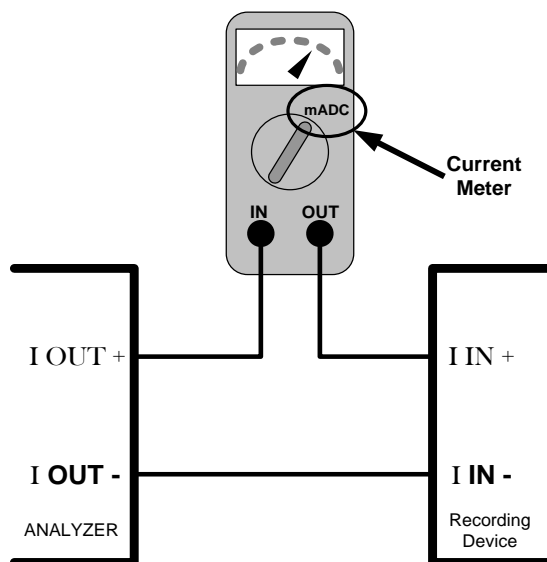 mADC
Current
Meter
IN OUT
I OUT + I IN +
I OUT - I IN -
ANALYZER
Recording
Device